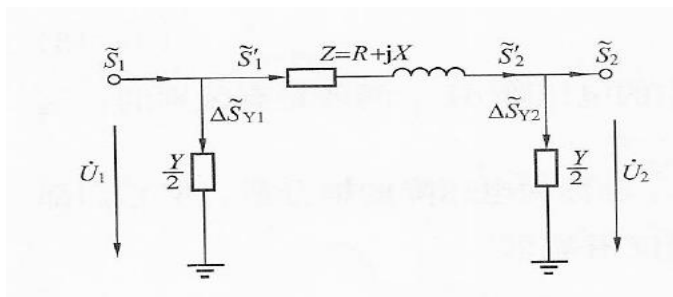 S̃₁ S̃′₁ Z=R+jX S̃′₂ S̃₂
ΔS̃Y1 ΔS̃Y2
U̇₁ Y/2 Y/2 U̇₂